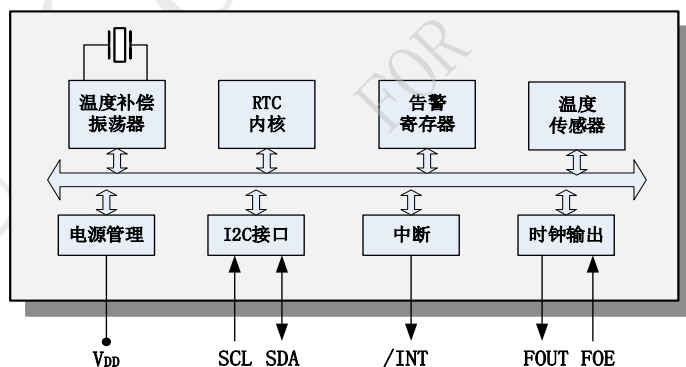 FOR
温度补偿
振荡器
RTC
内核
告警
寄存器
温度
传感器
电源管理
I2C接口
中断
时钟输出
VDD
SCL SDA
/INT
FOUT FOE